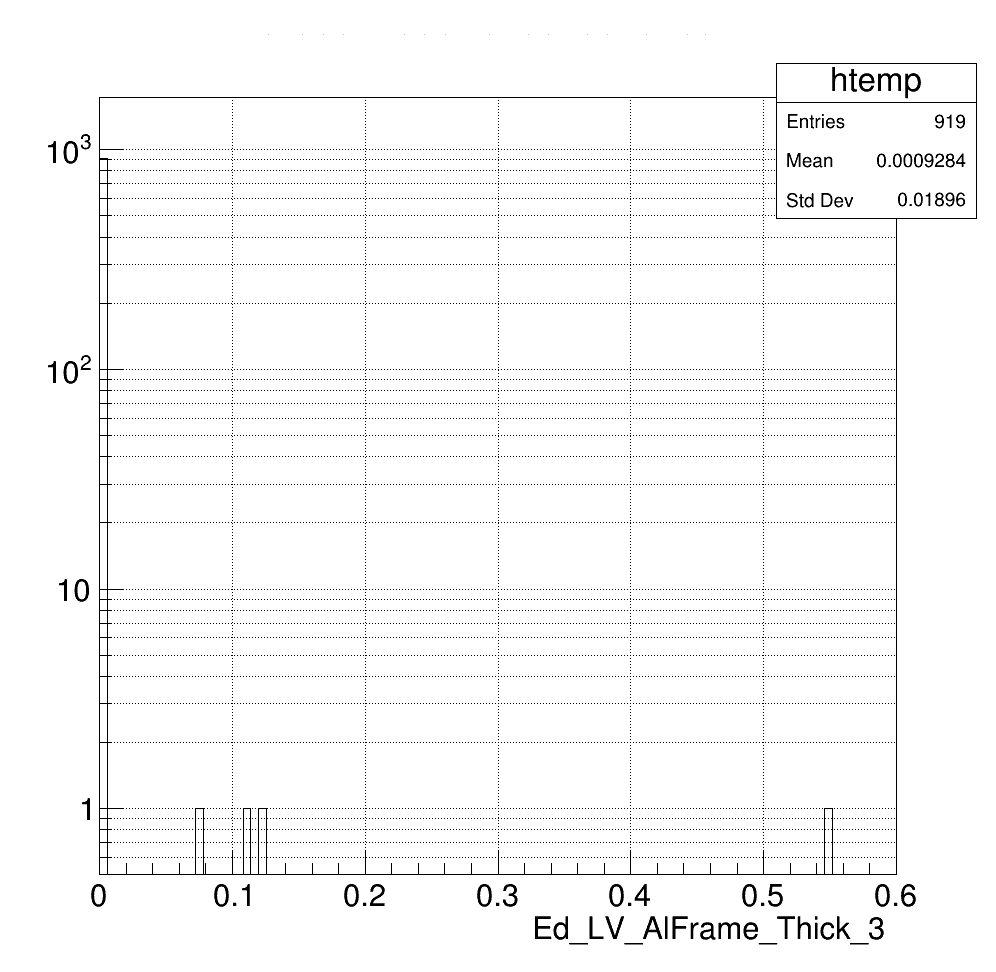 htemp
Entries 919
Mean 0.0009284
Std Dev 0.01896
10³
10²
10
1
0 0.1 0.2 0.3 0.4 0.5 0.6
Ed_LV_AlFrame_Thick_3